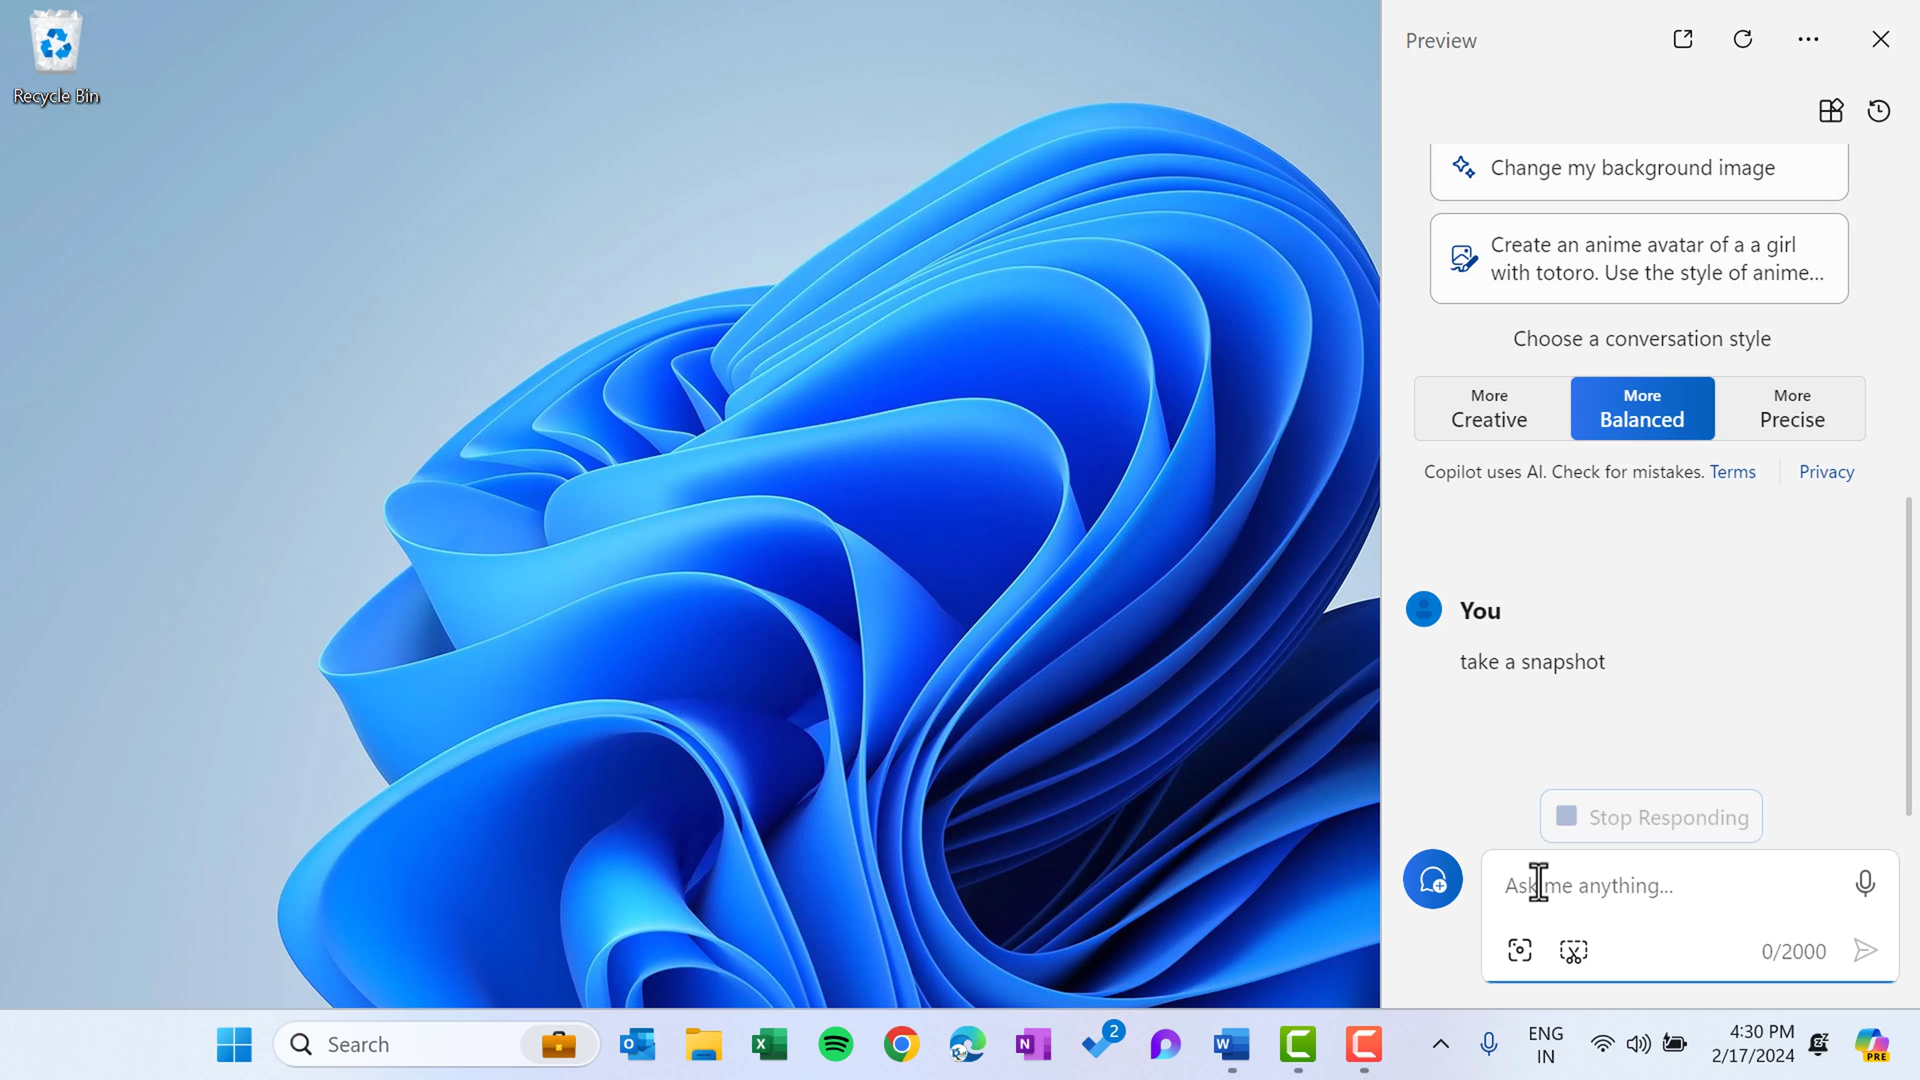 Recycle Bin
Preview
Change my background image
Create an anime avatar of a a girl
with totoro. Use the style of anime...
Choose a conversation style
More
Creative
More
Balanced
More
Precise
Copilot uses AI. Check for mistakes. Terms
Privacy
You
take a snapshot
Stop Responding
Ask me anything...
0/2000
Search
2
ENG
IN
4:30 PM
2/17/2024
PRE